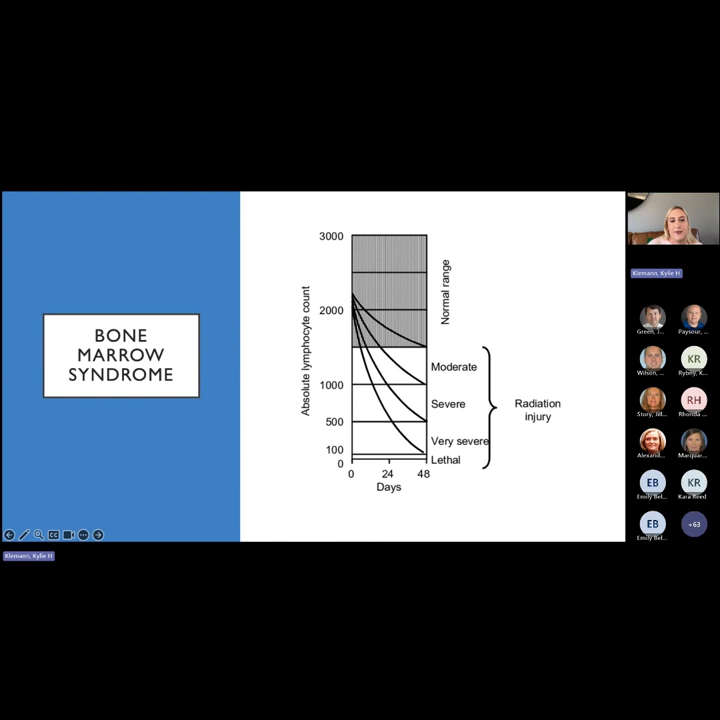 BONE
MARROW
SYNDROME
Absolute lymphocyte count
3000
2000
1000
500
100
0
0 24 48
Days
Normal range
Moderate
Severe
Very severe
Lethal
Radiation
injury
CC
Klemann, Kylie H
Klemann, Kylie H
Green, J...
Paysour, ...
Wilson, ...
KR
Rybny, K...
Story, Jill...
RH
Rhonda ...
Alexand...
Marquar...
EB
Emily Bel...
KR
Kara Reed
EB
Emily Bel...
+63